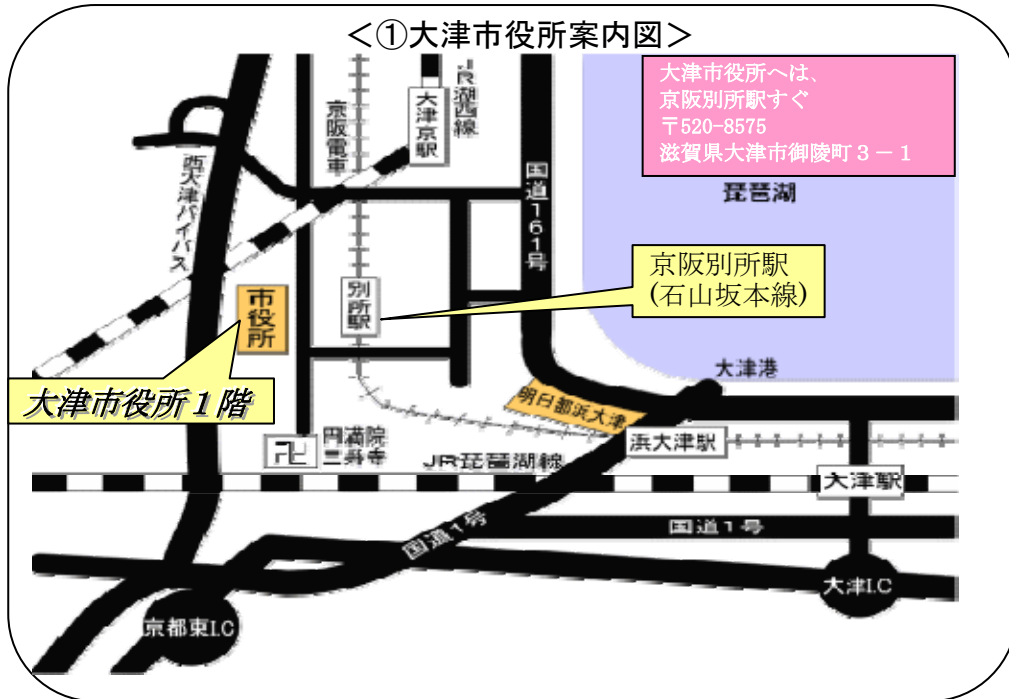 ＜①大津市役所案内図＞
大津市役所へは、
京阪別所駅すぐ
〒520-8575
滋賀県大津市御陵町３－１
JR湖西線
大津京駅
京阪電車
西大津バイパス
国道161号
琵琶湖
京阪別所駅
(石山坂本線)
別所駅
市役所
大津市役所１階
大津港
明日都浜大津
浜大津駅
円満院
三井寺
JR琵琶湖線
大津駅
国道1号
国道1号
大津I.C
京都東I.C